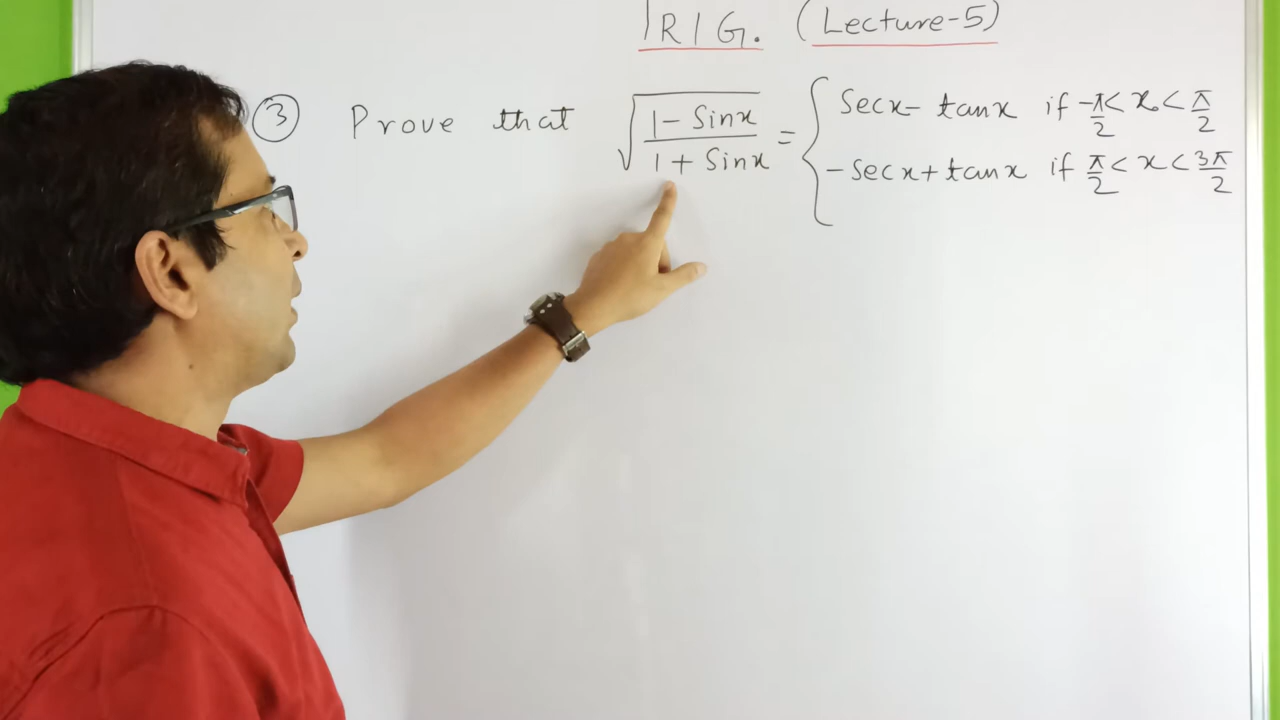 TRIG. (Lecture-5)
③ Prove that √((1 - Sinx)/(1 + Sinx)) = { Secx - tanx if -π/2 < x < π/2
- Secx + tanx if π/2 < x < 3π/2